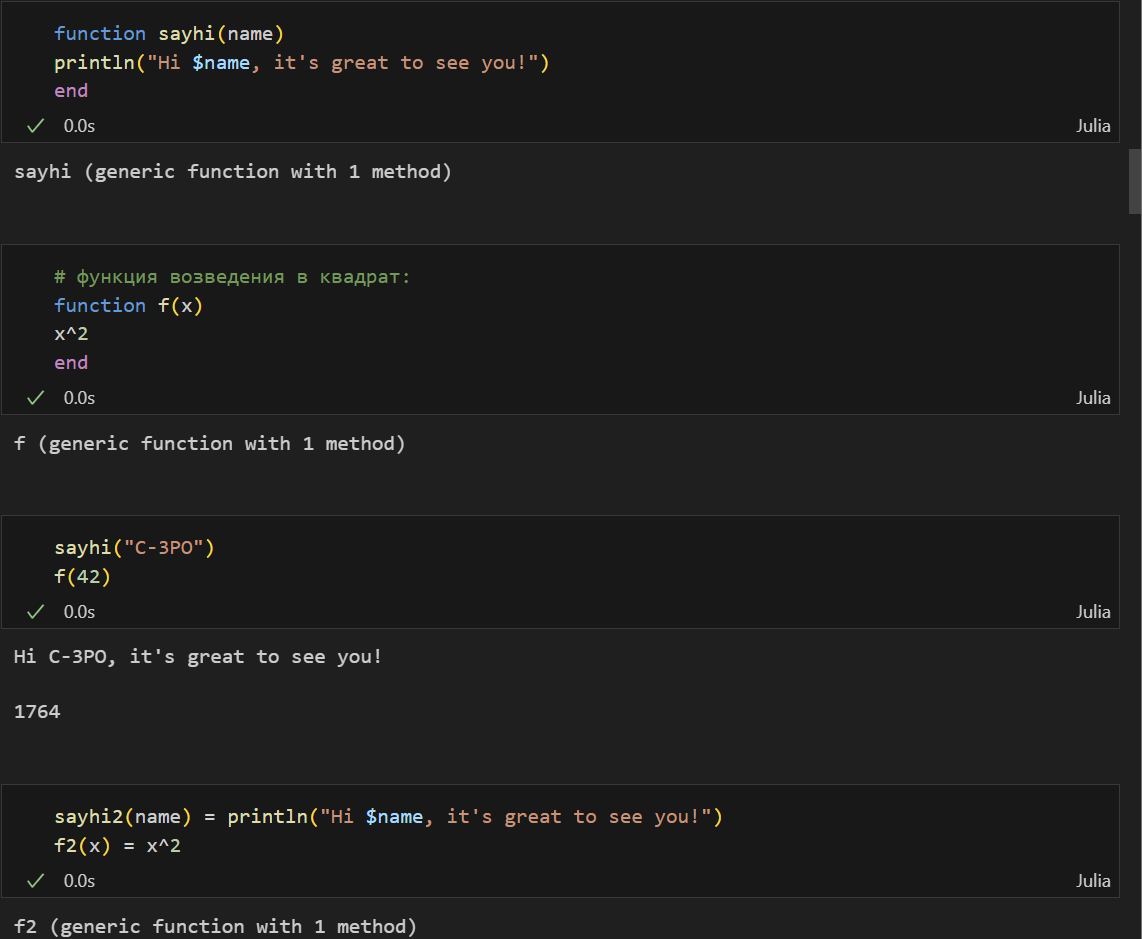 function sayhi(name)
println("Hi $name, it's great to see you!")
end
0.0s
Julia
sayhi (generic function with 1 method)
# функция возведения в квадрат:
function f(x)
x^2
end
0.0s
Julia
f (generic function with 1 method)
sayhi("C-3PO")
f(42)
0.0s
Julia
Hi C-3PO, it's great to see you!
1764
sayhi2(name) = println("Hi $name, it's great to see you!")
f2(x) = x^2
0.0s
Julia
f2 (generic function with 1 method)